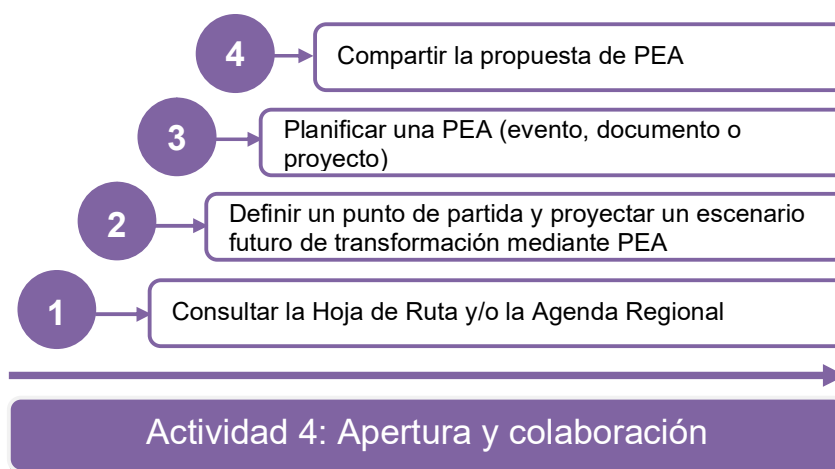 4
Compartir la propuesta de PEA
3
Planificar una PEA (evento, documento o
proyecto)
2
Definir un punto de partida y proyectar un escenario
futuro de transformación mediante PEA
1
Consultar la Hoja de Ruta y/o la Agenda Regional
Actividad 4: Apertura y colaboración